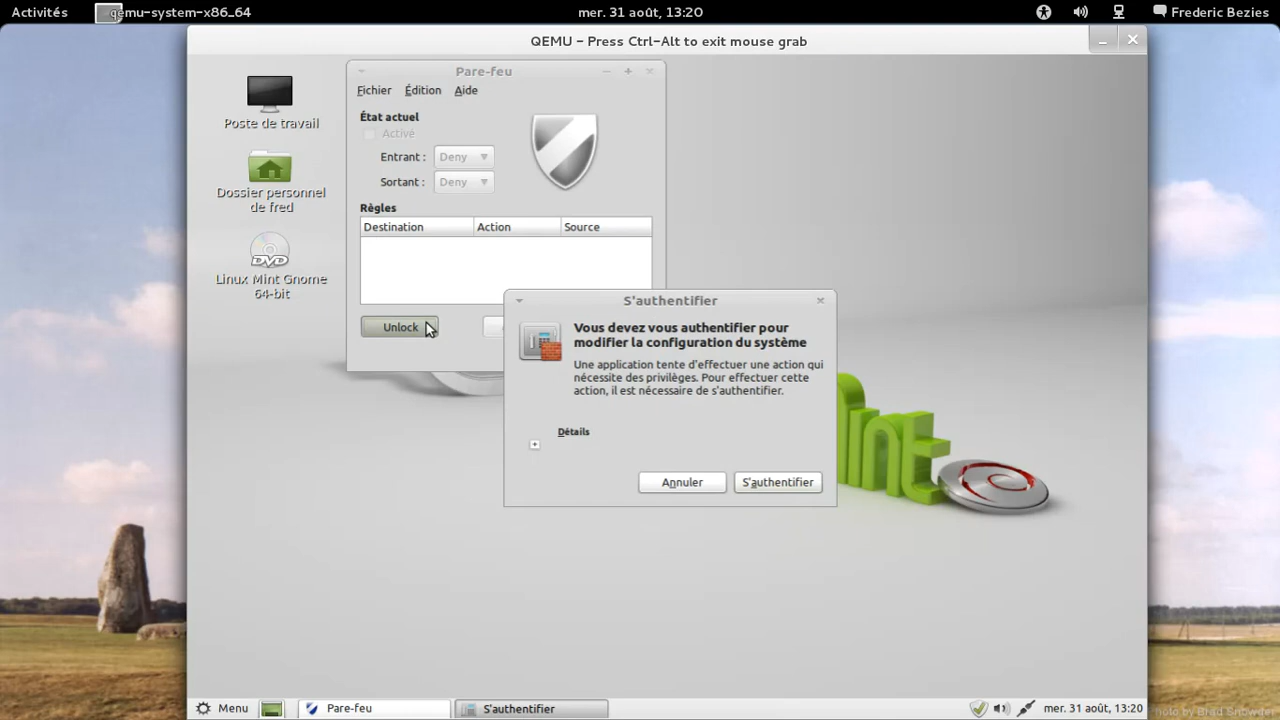 Activités
qemu-system-x86_64
mer. 31 août, 13:20
Frederic Bezies
QEMU – Press Ctrl-Alt to exit mouse grab
Poste de travail
Dossier personnel
de fred
DVD
Linux Mint Gnome
64-bit
Pare-feu
Fichier Édition Aide
État actuel
Activé
Entrant : Deny
Sortant : Deny
Règles
Destination Action Source
Unlock
S'authentifier
Vous devez vous authentifier pour
modifier la configuration du système
Une application tente d'effectuer une action qui
nécessite des privilèges. Pour effectuer cette
action, il est nécessaire de s'authentifier.
Détails
Annuler S'authentifier
Menu
Pare-feu
S'authentifier
mer. 31 août, 13:20
Photo by Brad Snowder